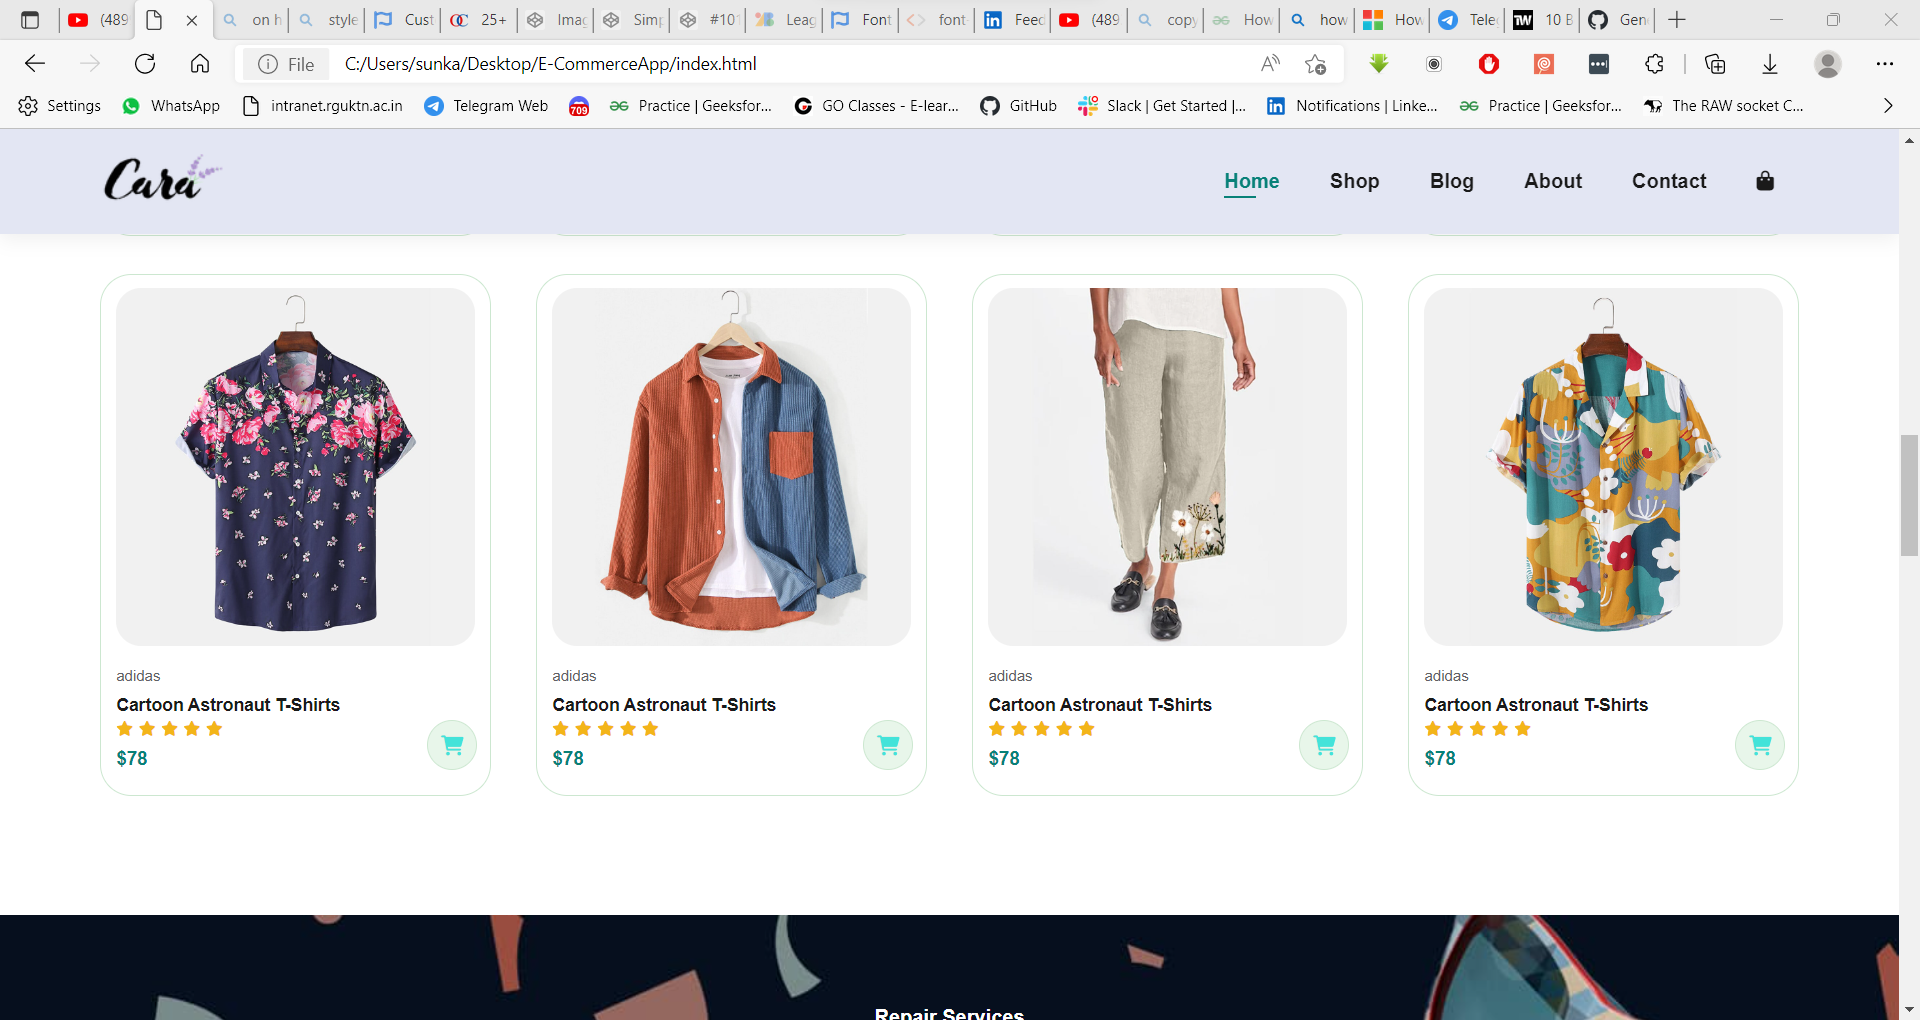 (489
on h
style
Cust
25+
Imag
Simp
#101
Leag
Font
font
Feed
(489
copy
How
how
How
Tele
10 B
Gen
File
C:/Users/sunka/Desktop/E-CommerceApp/index.html
Settings
WhatsApp
intranet.rguktn.ac.in
Telegram Web
709
Practice | Geeksfor...
GO Classes - E-lear...
GitHub
Slack | Get Started |...
Notifications | Linke...
Practice | Geeksfor...
The RAW socket C...
Cara
Home
Shop
Blog
About
Contact
adidas
Cartoon Astronaut T-Shirts
$78
adidas
Cartoon Astronaut T-Shirts
$78
adidas
Cartoon Astronaut T-Shirts
$78
adidas
Cartoon Astronaut T-Shirts
$78
Repair Services